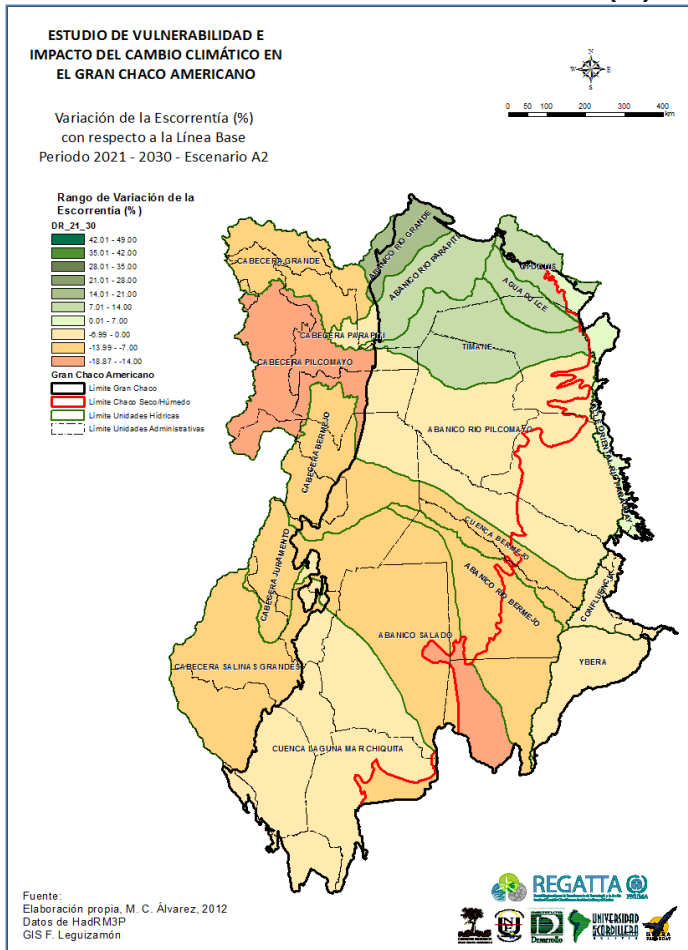 ESTUDIO DE VULNERABILIDAD E
IMPACTO DEL CAMBIO CLIMÁTICO EN
EL GRAN CHACO AMERICANO
Variación de la Escorrentía (%)
con respecto a la Línea Base
Periodo 2021 - 2030 - Escenario A2
N
W E
S
0 50 100 200 300 400
km
Rango de Variación de la
Escorrentía (%)
DR_21_30
42.01 - 49.00
35.01 - 42.00
28.01 - 35.00
21.01 - 28.00
14.01 - 21.00
7.01 - 14.00
0.01 - 7.00
-6.99 - 0.00
-13.99 - -7.00
-18.87 - -14.00
Gran Chaco Americano
Límite Gran Chaco
Límite Chaco Seco/Húmedo
Límite Unidades Hídricas
Límite Unidades Administrativas
CABECERA GRANDE
ABANICO RIO GRANDE
ABANICO RIO PARAPITI
AGUA DULCE
CABECERA PARAPITI
TIMANE
CABECERA PILCOMAYO
ABANICO RIO PILCOMAYO
CABECERA BERMEJO
CUENCA BERMEJO
CABECERA JURAMENTO
ABANICO RIO BERMEJO
CONFLUENCIA
ABANICO SALADO
YBERA
CABECERA SALINAS GRANDES
CUENCA LAGUNA MAR CHIQUITA
Fuente:
Elaboración propia, M. C. Álvarez, 2012
Datos de HadRM3P
GIS F. Leguizamón
REGATTA
PNUMA
Desarrollo
UNIVERSIDAD